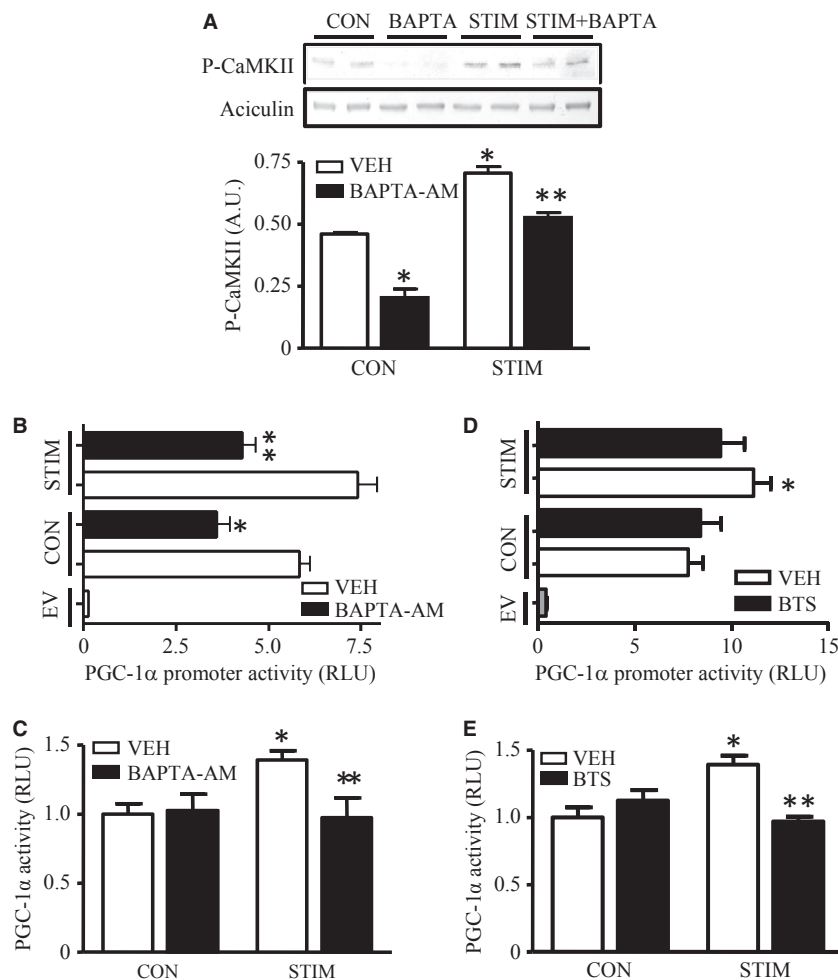 A
CON BAPTA STIM STIM+BAPTA
P-CaMKII
Aciculin
0.75
0.50
0.25
0
P-CaMKII (A.U.)
VEH
BAPTA-AM
*
*
**
CON STIM
B
STIM
CON
EV
**
*
VEH
BAPTA-AM
0 2.5 5.0 7.5
PGC-1α promoter activity (RLU)
D
STIM
CON
EV
*
VEH
BTS
0 5 10 15
PGC-1α promoter activity (RLU)
C
1.5
1.0
0.5
0
PGC-1α activity (RLU)
VEH
BAPTA-AM
*
**
CON STIM
E
1.5
1.0
0.5
0
PGC-1α activity (RLU)
VEH
BTS
*
**
CON STIM